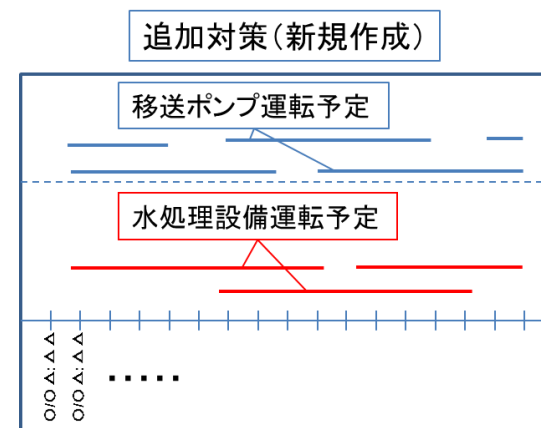 追加対策（新規作成）
移送ポンプ運転予定
水処理設備運転予定
○/○ △:△△
○/○ △:△△
・・・・・